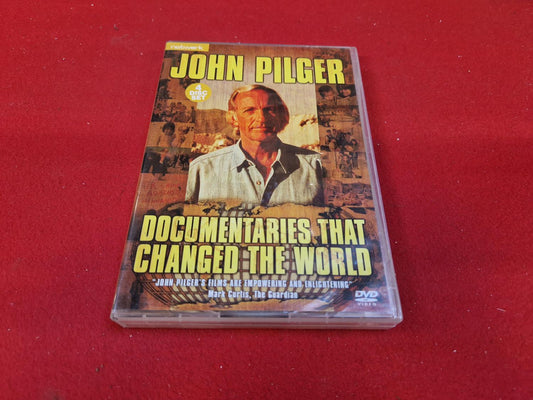 network
JOHN PILGER
4
DISC
SET
DOCUMENTARIES THAT
CHANGED THE WORLD
"JOHN PILGER'S FILMS ARE EMPOWERING AND ENLIGHTENING"
Mark Curtis, The Guardian
DVD
VIDEO